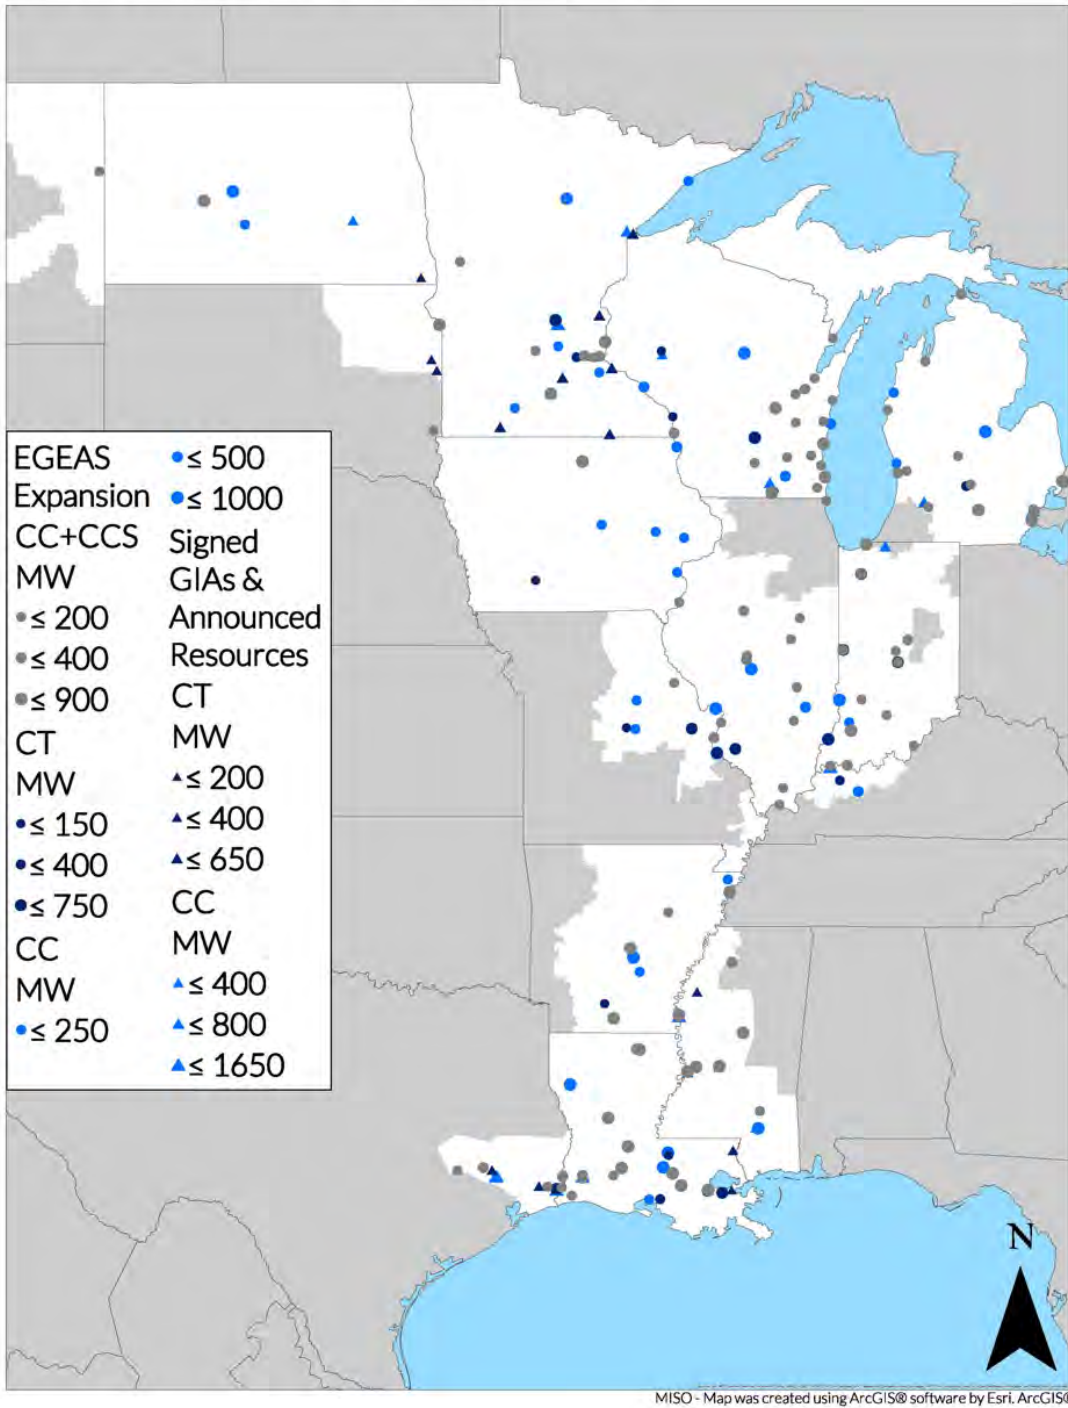 EGEAS
Expansion
CC+CCS
MW
≤ 200
≤ 400
≤ 900
CT
MW
≤ 150
≤ 400
≤ 750
CC
MW
≤ 250
≤ 500
≤ 1000
Signed
GIAs &
Announced
Resources
CT
MW
≤ 200
≤ 400
≤ 650
CC
MW
≤ 400
≤ 800
≤ 1650
N
MISO - Map was created using ArcGIS® software by Esri. ArcGIS®